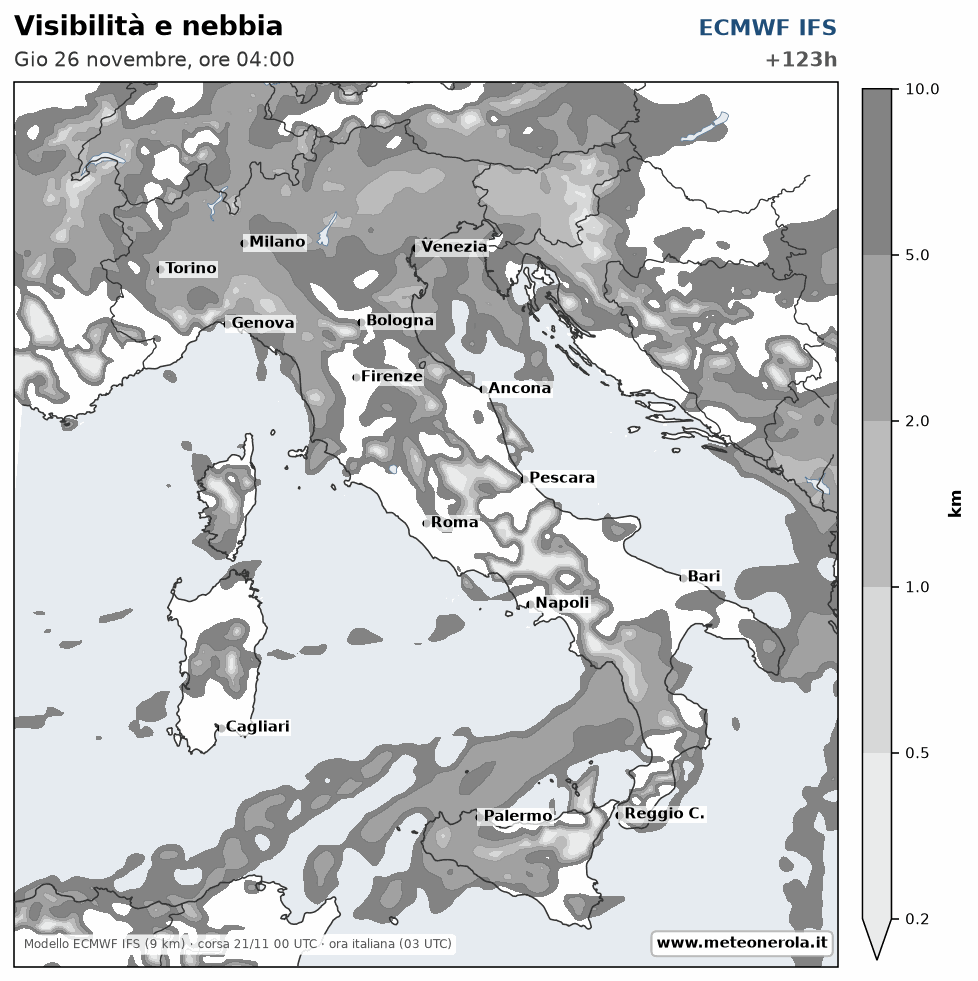 Visibilità e nebbia
ECMWF IFS
Gio 26 novembre, ore 04:00
+123h
10.0
5.0
2.0
1.0
0.5
0.2
km
Milano
Venezia
Torino
Genova
Bologna
Firenze
Ancona
Pescara
Roma
Bari
Napoli
Cagliari
Palermo
Reggio C.
Modello ECMWF IFS (9 km) · corsa 21/11 00 UTC · ora italiana (03 UTC)
www.meteonerola.it